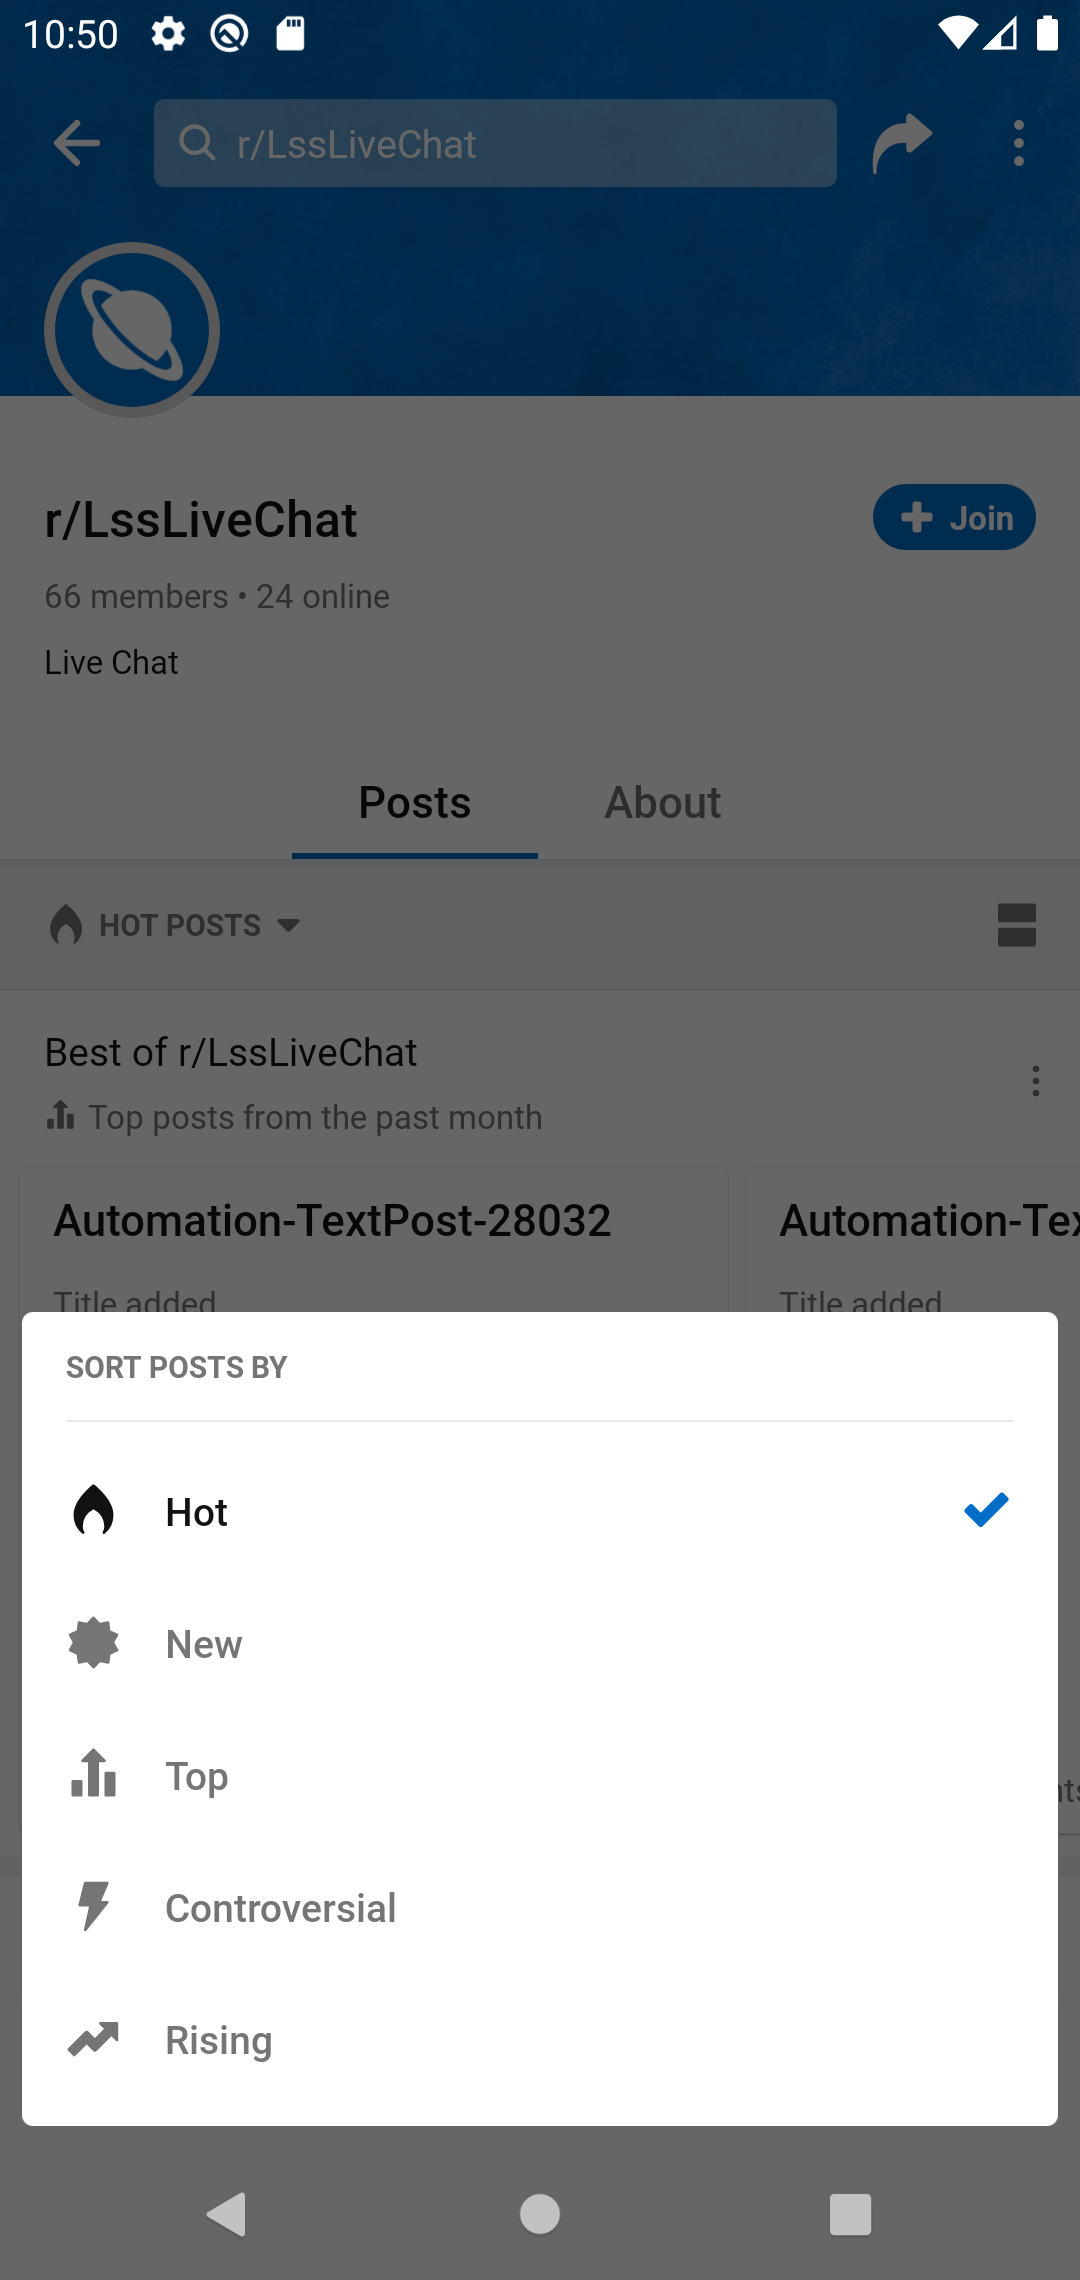 10:50
r/LssLiveChat
r/LssLiveChat
Join
66 members • 24 online
Live Chat
Posts
About
HOT POSTS
Best of r/LssLiveChat
Top posts from the past month
Automation-TextPost-28032
Automation-Tex
Title added
Title added
SORT POSTS BY
Hot
New
Top
Controversial
Rising